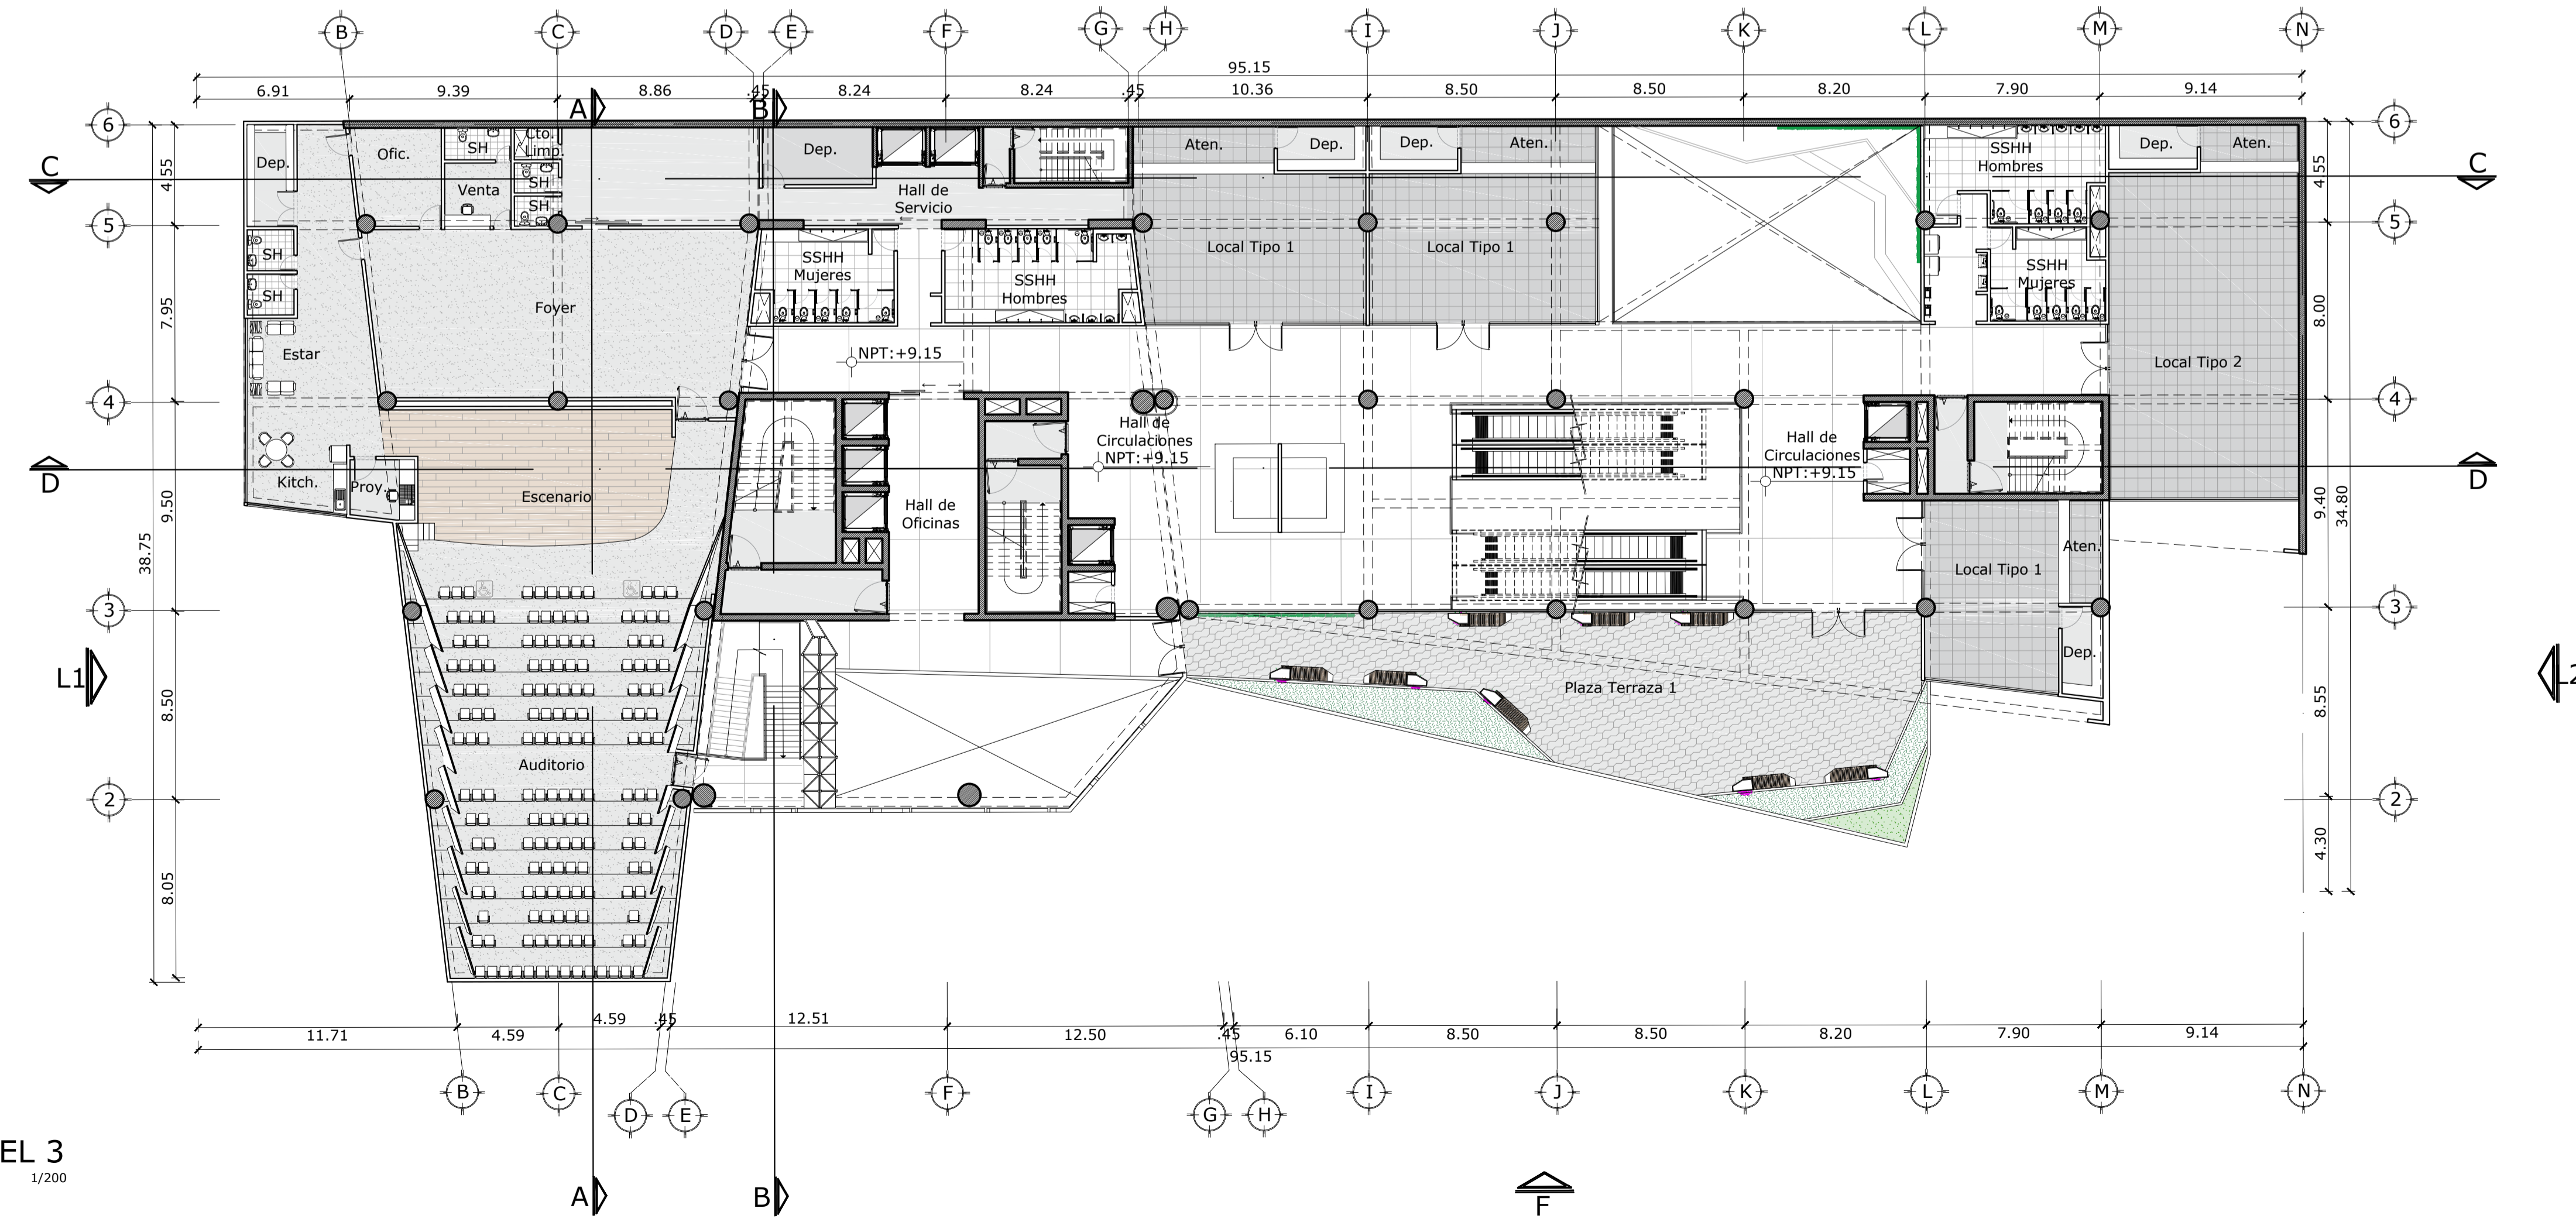 B C D E F G H I J K L M N
95.15
6.91 9.39 8.86 .45 8.24 8.24 .45 10.36 8.50 8.50 8.20 7.90 9.14
A B
6 6
Dep. Ofic. SH Cto. Limp. Dep. Aten. Dep. Dep. Aten. SSHH Hombres Dep. Aten.
C C
4.55 4.55
Venta SH
SH
Hall de
Servicio
5 5
SH
SSHH
Mujeres
SSHH
Hombres
Local Tipo 1 Local Tipo 1
SSHH
Mujeres
SH
7.95 8.00
Foyer
Estar
NPT:+9.15
Local Tipo 2
4 4
Hall de
Circulaciones
NPT:+9.15
Hall de
Circulaciones
NPT:+9.15
D D
Kitch. Proy. Escenario
Hall de
Oficinas
9.50 9.40 34.80
38.75
Aten.
Local Tipo 1
3 3
Dep.
L1 L2
Plaza Terraza 1
8.50 8.55
Auditorio
2 2
4.30
8.05
11.71 4.59 4.59 .45 12.51 12.50 .45 6.10 8.50 8.50 8.20 7.90 9.14
95.15
B C D E F G H I J K L M N
EL 3
1/200
A B F